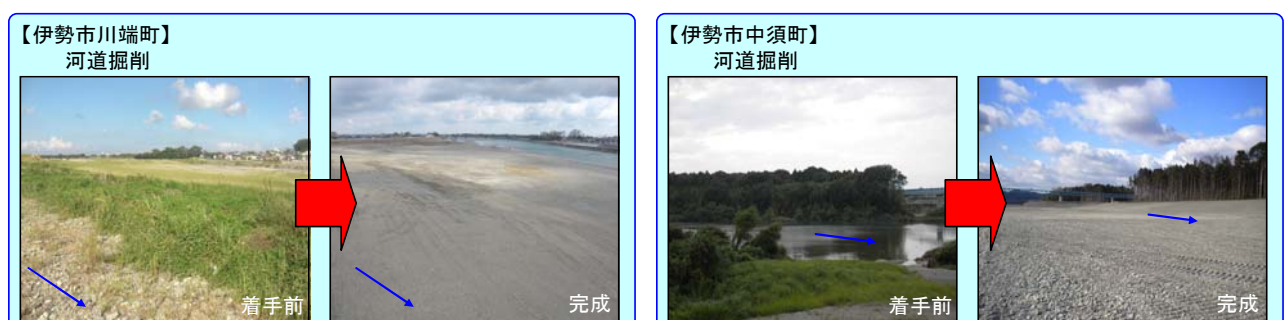 【伊勢市川端町】
河道掘削
着手前
完成
【伊勢市中須町】
河道掘削
着手前
完成